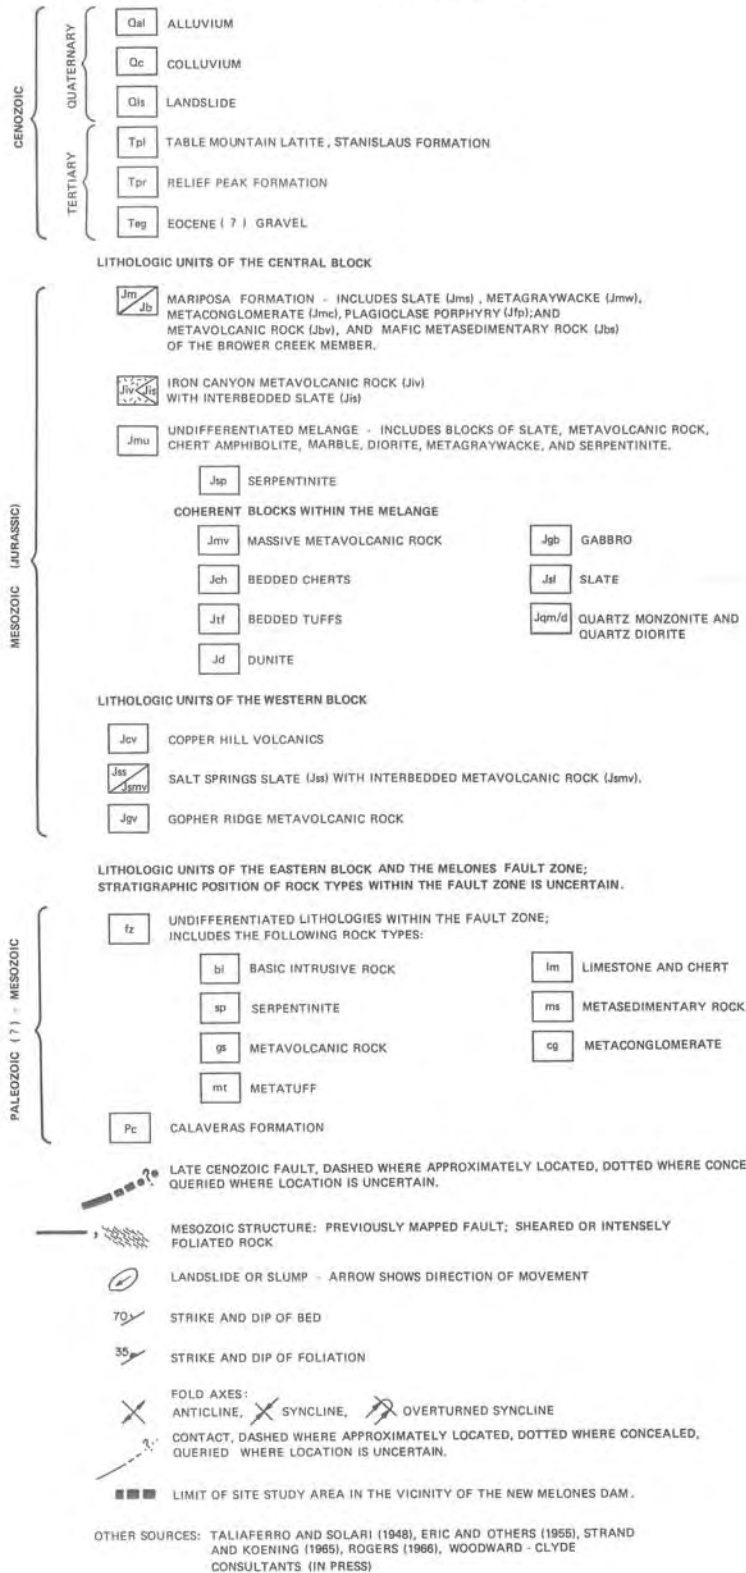 CENOZOIC
QUATERNARY
Qal ALLUVIUM
Qc COLLUVIUM
Qls LANDSLIDE
TERTIARY
Tpl TABLE MOUNTAIN LATITE, STANISLAUS FORMATION
Tpr RELIEF PEAK FORMATION
Teg EOCENE (?) GRAVEL
LITHOLOGIC UNITS OF THE CENTRAL BLOCK
MESOZOIC (JURASSIC)
Jm/Jb MARIPOSA FORMATION - INCLUDES SLATE (Jms), METAGRAYWACKE (Jmw),
METACONGLOMERATE (Jmc), PLAGIOCLASE PORPHYRY (Jfp);AND
METAVOLCANIC ROCK (Jbv), AND MAFIC METASEDIMENTARY ROCK (Jbs)
OF THE BROWER CREEK MEMBER.
Jiv Jis IRON CANYON METAVOLCANIC ROCK (Jiv)
WITH INTERBEDDED SLATE (Jis)
Jmu UNDIFFERENTIATED MELANGE - INCLUDES BLOCKS OF SLATE, METAVOLCANIC ROCK,
CHERT AMPHIBOLITE, MARBLE, DIORITE, METAGRAYWACKE, AND SERPENTINITE.
Jsp SERPENTINITE
COHERENT BLOCKS WITHIN THE MELANGE
Jmv MASSIVE METAVOLCANIC ROCK
Jgb GABBRO
Jch BEDDED CHERTS
Jsl SLATE
Jtf BEDDED TUFFS
Jqm/d QUARTZ MONZONITE AND
QUARTZ DIORITE
Jd DUNITE
LITHOLOGIC UNITS OF THE WESTERN BLOCK
Jcv COPPER HILL VOLCANICS
Jss/Jsmv SALT SPRINGS SLATE (Jss) WITH INTERBEDDED METAVOLCANIC ROCK (Jsmv).
Jgv GOPHER RIDGE METAVOLCANIC ROCK
LITHOLOGIC UNITS OF THE EASTERN BLOCK AND THE MELONES FAULT ZONE;
STRATIGRAPHIC POSITION OF ROCK TYPES WITHIN THE FAULT ZONE IS UNCERTAIN.
PALEOZOIC (?) - MESOZOIC
fz UNDIFFERENTIATED LITHOLOGIES WITHIN THE FAULT ZONE;
INCLUDES THE FOLLOWING ROCK TYPES:
bi BASIC INTRUSIVE ROCK
lm LIMESTONE AND CHERT
sp SERPENTINITE
ms METASEDIMENTARY ROCK
gs METAVOLCANIC ROCK
cg METACONGLOMERATE
mt METATUFF
Pc CALAVERAS FORMATION
? LATE CENOZOIC FAULT, DASHED WHERE APPROXIMATELY LOCATED, DOTTED WHERE CONCE
QUERIED WHERE LOCATION IS UNCERTAIN.
, MESOZOIC STRUCTURE: PREVIOUSLY MAPPED FAULT; SHEARED OR INTENSELY
FOLIATED ROCK
LANDSLIDE OR SLUMP - ARROW SHOWS DIRECTION OF MOVEMENT
70 STRIKE AND DIP OF BED
35 STRIKE AND DIP OF FOLIATION
FOLD AXES:
ANTICLINE, SYNCLINE, OVERTURNED SYNCLINE
? CONTACT, DASHED WHERE APPROXIMATELY LOCATED, DOTTED WHERE CONCEALED,
QUERIED WHERE LOCATION IS UNCERTAIN.
LIMIT OF SITE STUDY AREA IN THE VICINITY OF THE NEW MELONES DAM.
OTHER SOURCES: TALIAFERRO AND SOLARI (1948), ERIC AND OTHERS (1955), STRAND
AND KOENING (1965), ROGERS (1966), WOODWARD - CLYDE
CONSULTANTS (IN PRESS)